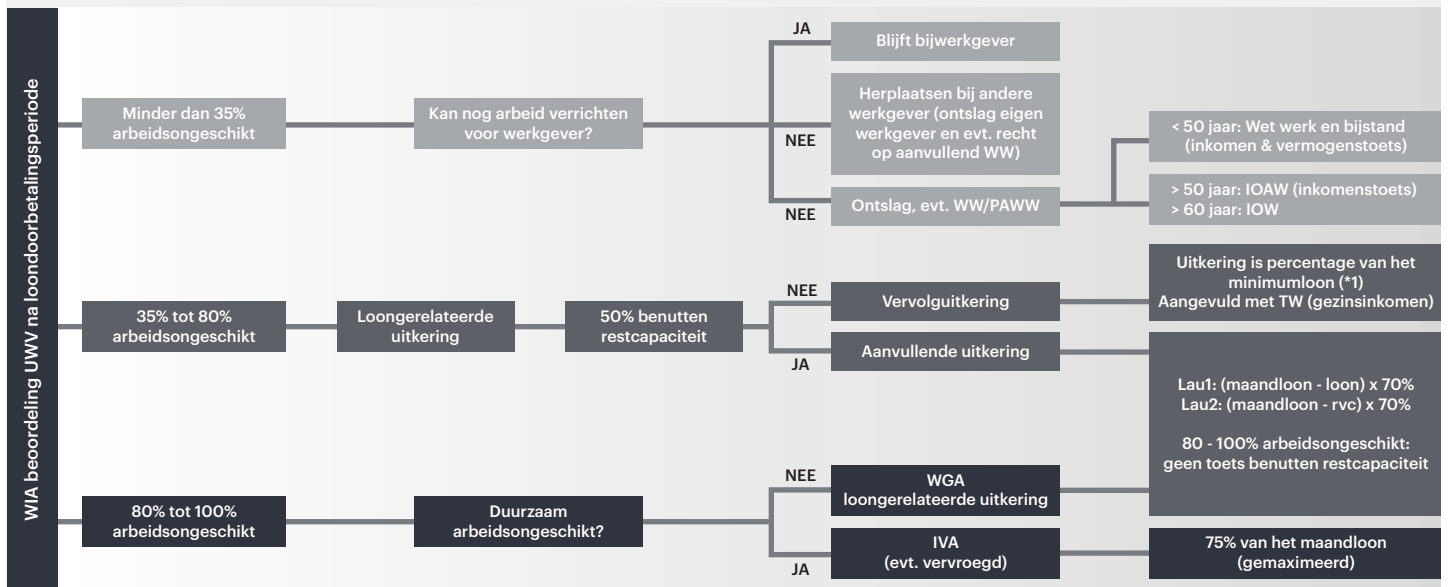 WIA beoordeling UWV na loondoorbetalingsperiode
Minder dan 35%
arbeidsongeschikt
Kan nog arbeid verrichten
voor werkgever?
JA
Blijft bijwerkgever
NEE
Herplaatsen bij andere
werkgever (ontslag eigen
werkgever en evt. recht
op aanvullend WW)
NEE
Ontslag, evt. WW/PAWW
< 50 jaar: Wet werk en bijstand
(inkomen & vermogenstoets)
> 50 jaar: IOAW (inkomenstoets)
> 60 jaar: IOW
35% tot 80%
arbeidsongeschikt
Loongerelateerde
uitkering
50% benutten
restcapaciteit
NEE
Vervolguitkering
Uitkering is percentage van het
minimumloon (*1)
Aangevuld met TW (gezinsinkomen)
JA
Aanvullende uitkering
Lau1: (maandloon - loon) x 70%
Lau2: (maandloon - rvc) x 70%
80 - 100% arbeidsongeschikt:
geen toets benutten restcapaciteit
80% tot 100%
arbeidsongeschikt
Duurzaam
arbeidsongeschikt?
NEE
WGA
loongerelateerde uitkering
JA
IVA
(evt. vervroegd)
75% van het maandloon
(gemaximeerd)